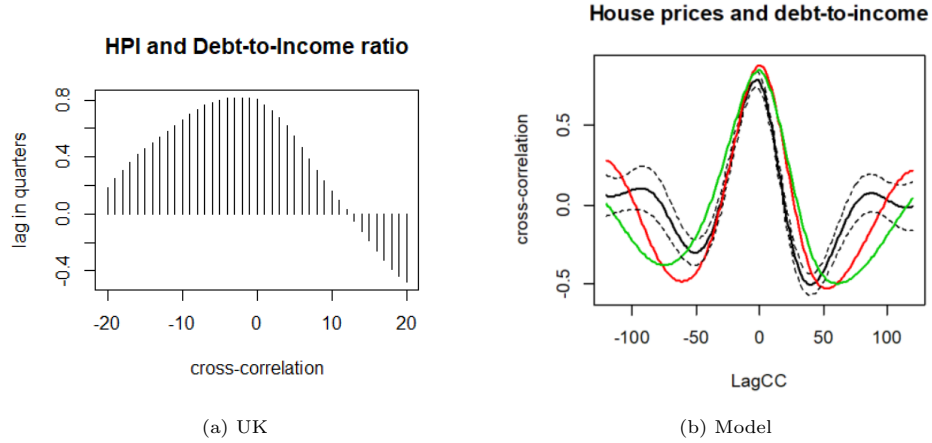 HPI and Debt-to-Income ratio
lag in quarters
0.8
0.4
0.0
-0.4
-20
-10
0
10
20
cross-correlation
(a) UK
House prices and debt-to-income
cross-correlation
0.5
0.0
-0.5
-100
-50
0
50
100
LagCC
(b) Model